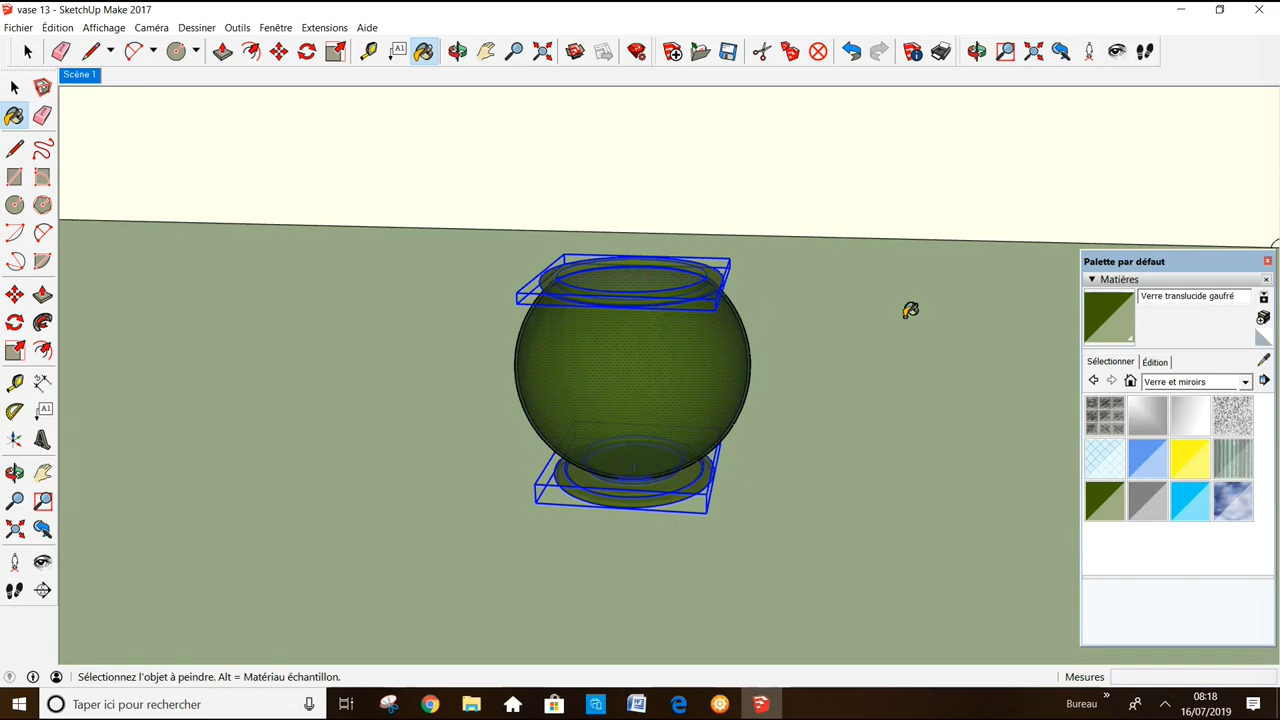 vase 13 - SketchUp Make 2017
Fichier Édition Affichage Caméra Dessiner Outils Fenêtre Extensions Aide
A1
Scène 1
A1
Palette par défaut
Matières
Verre translucide gaufré
Sélectionner Édition
Verre et miroirs
Sélectionnez l'objet à peindre. Alt = Matériau échantillon.
Mesures
Taper ici pour rechercher
Bureau
08:18
16/07/2019